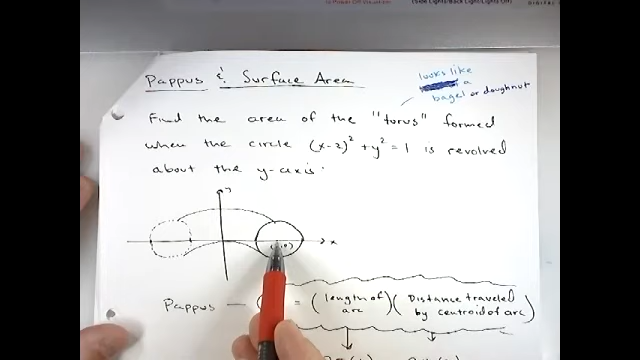 Pappus & Surface Area
looks like
a
bagel or doughnut
Find the area of the "torus" formed
when the circle (x-2)² + y² = 1 is revolved
about the y-axis.
y
x
Pappus — = (length of arc) (Distance traveled by centroid of arc)